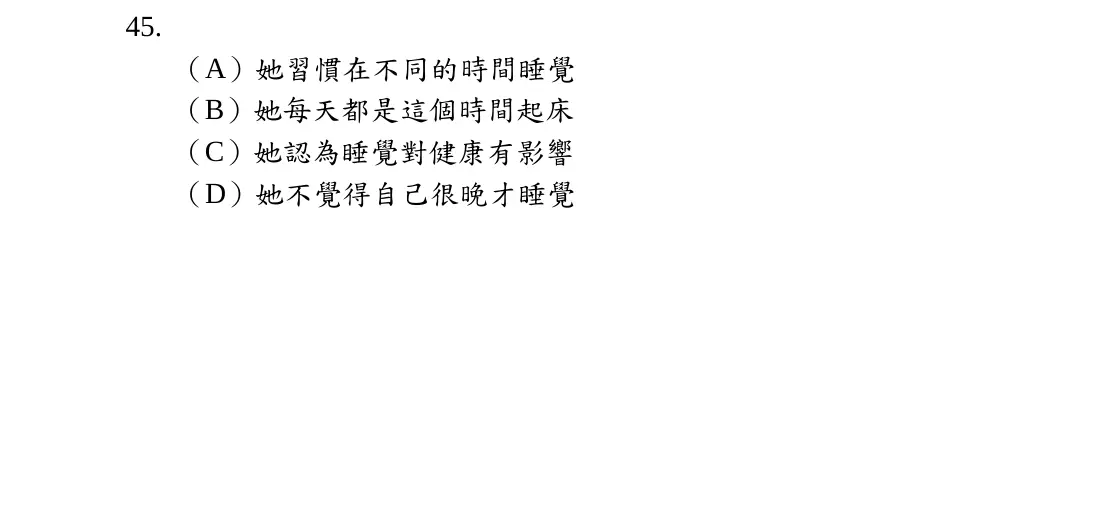 45.
（A）她習慣在不同的時間睡覺
（B）她每天都是這個時間起床
（C）她認為睡覺對健康有影響
（D）她不覺得自己很晚才睡覺